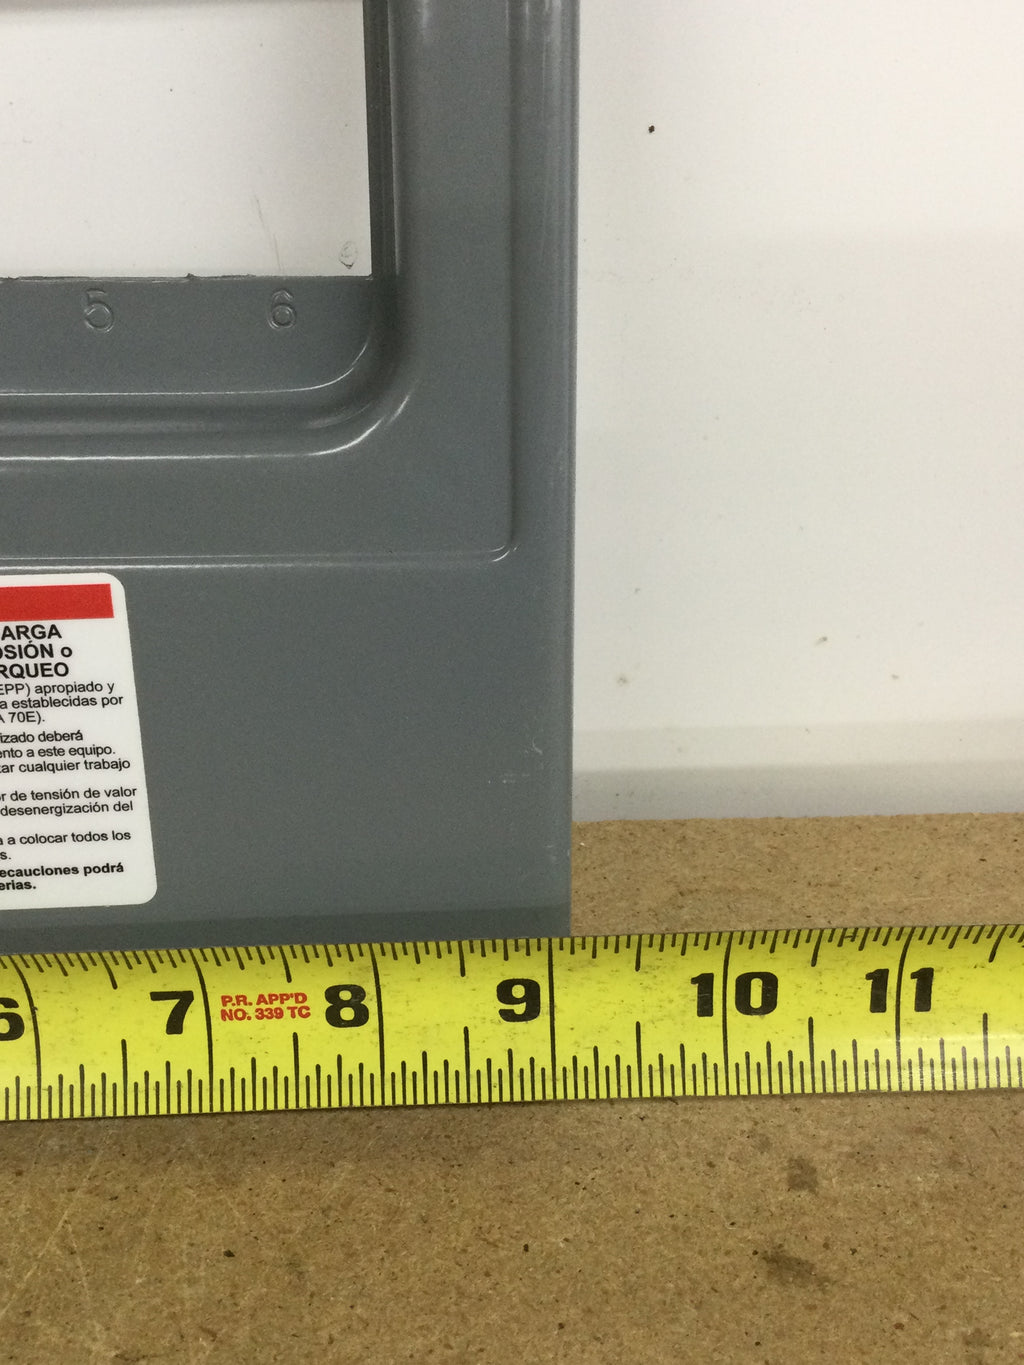 5 6
ARGA
OSIÓN o
RQUEO
EPP) apropiado y
a establecidas por
A 70E).
izado deberá
ento a este equipo.
tar cualquier trabajo
r de tensión de valor
desenergización del
a a colocar todos los
s.
ecauciones podrá
erias.
6 7 P.R. APP'D 8 9 10 11
NO. 339 TC